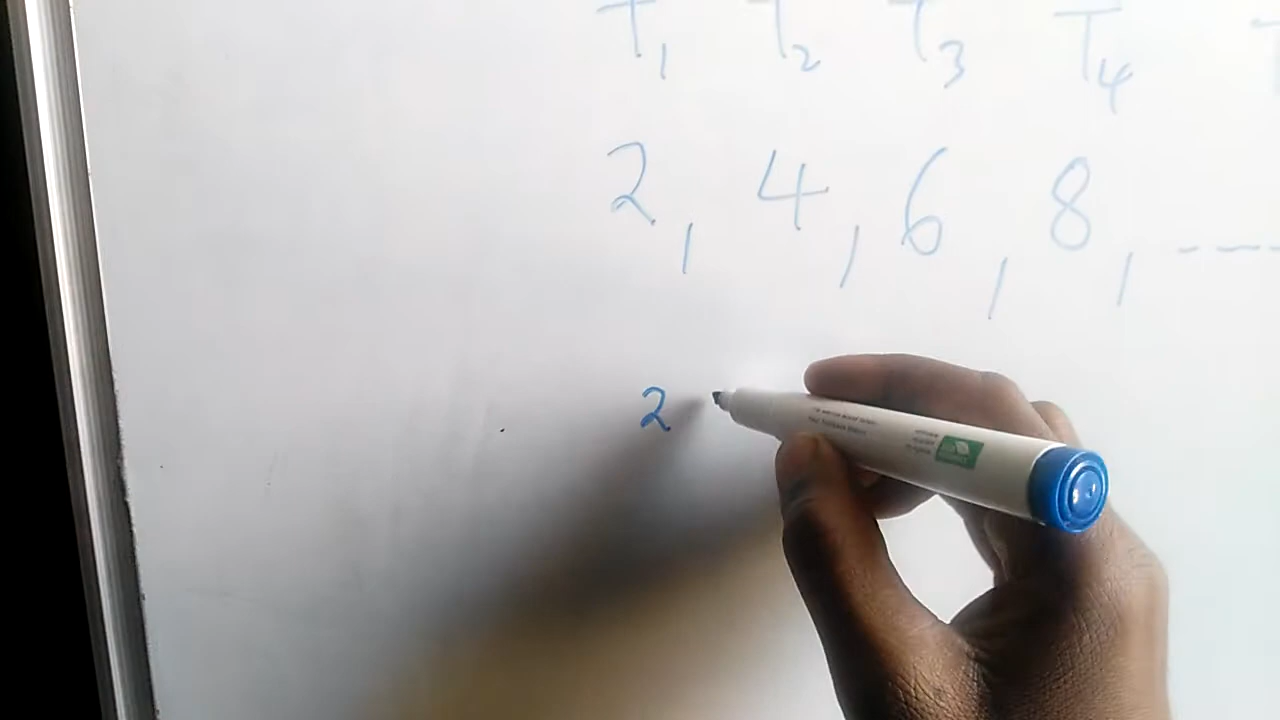 T1 T2 T3 T4
2, 4, 6, 8, ----
2